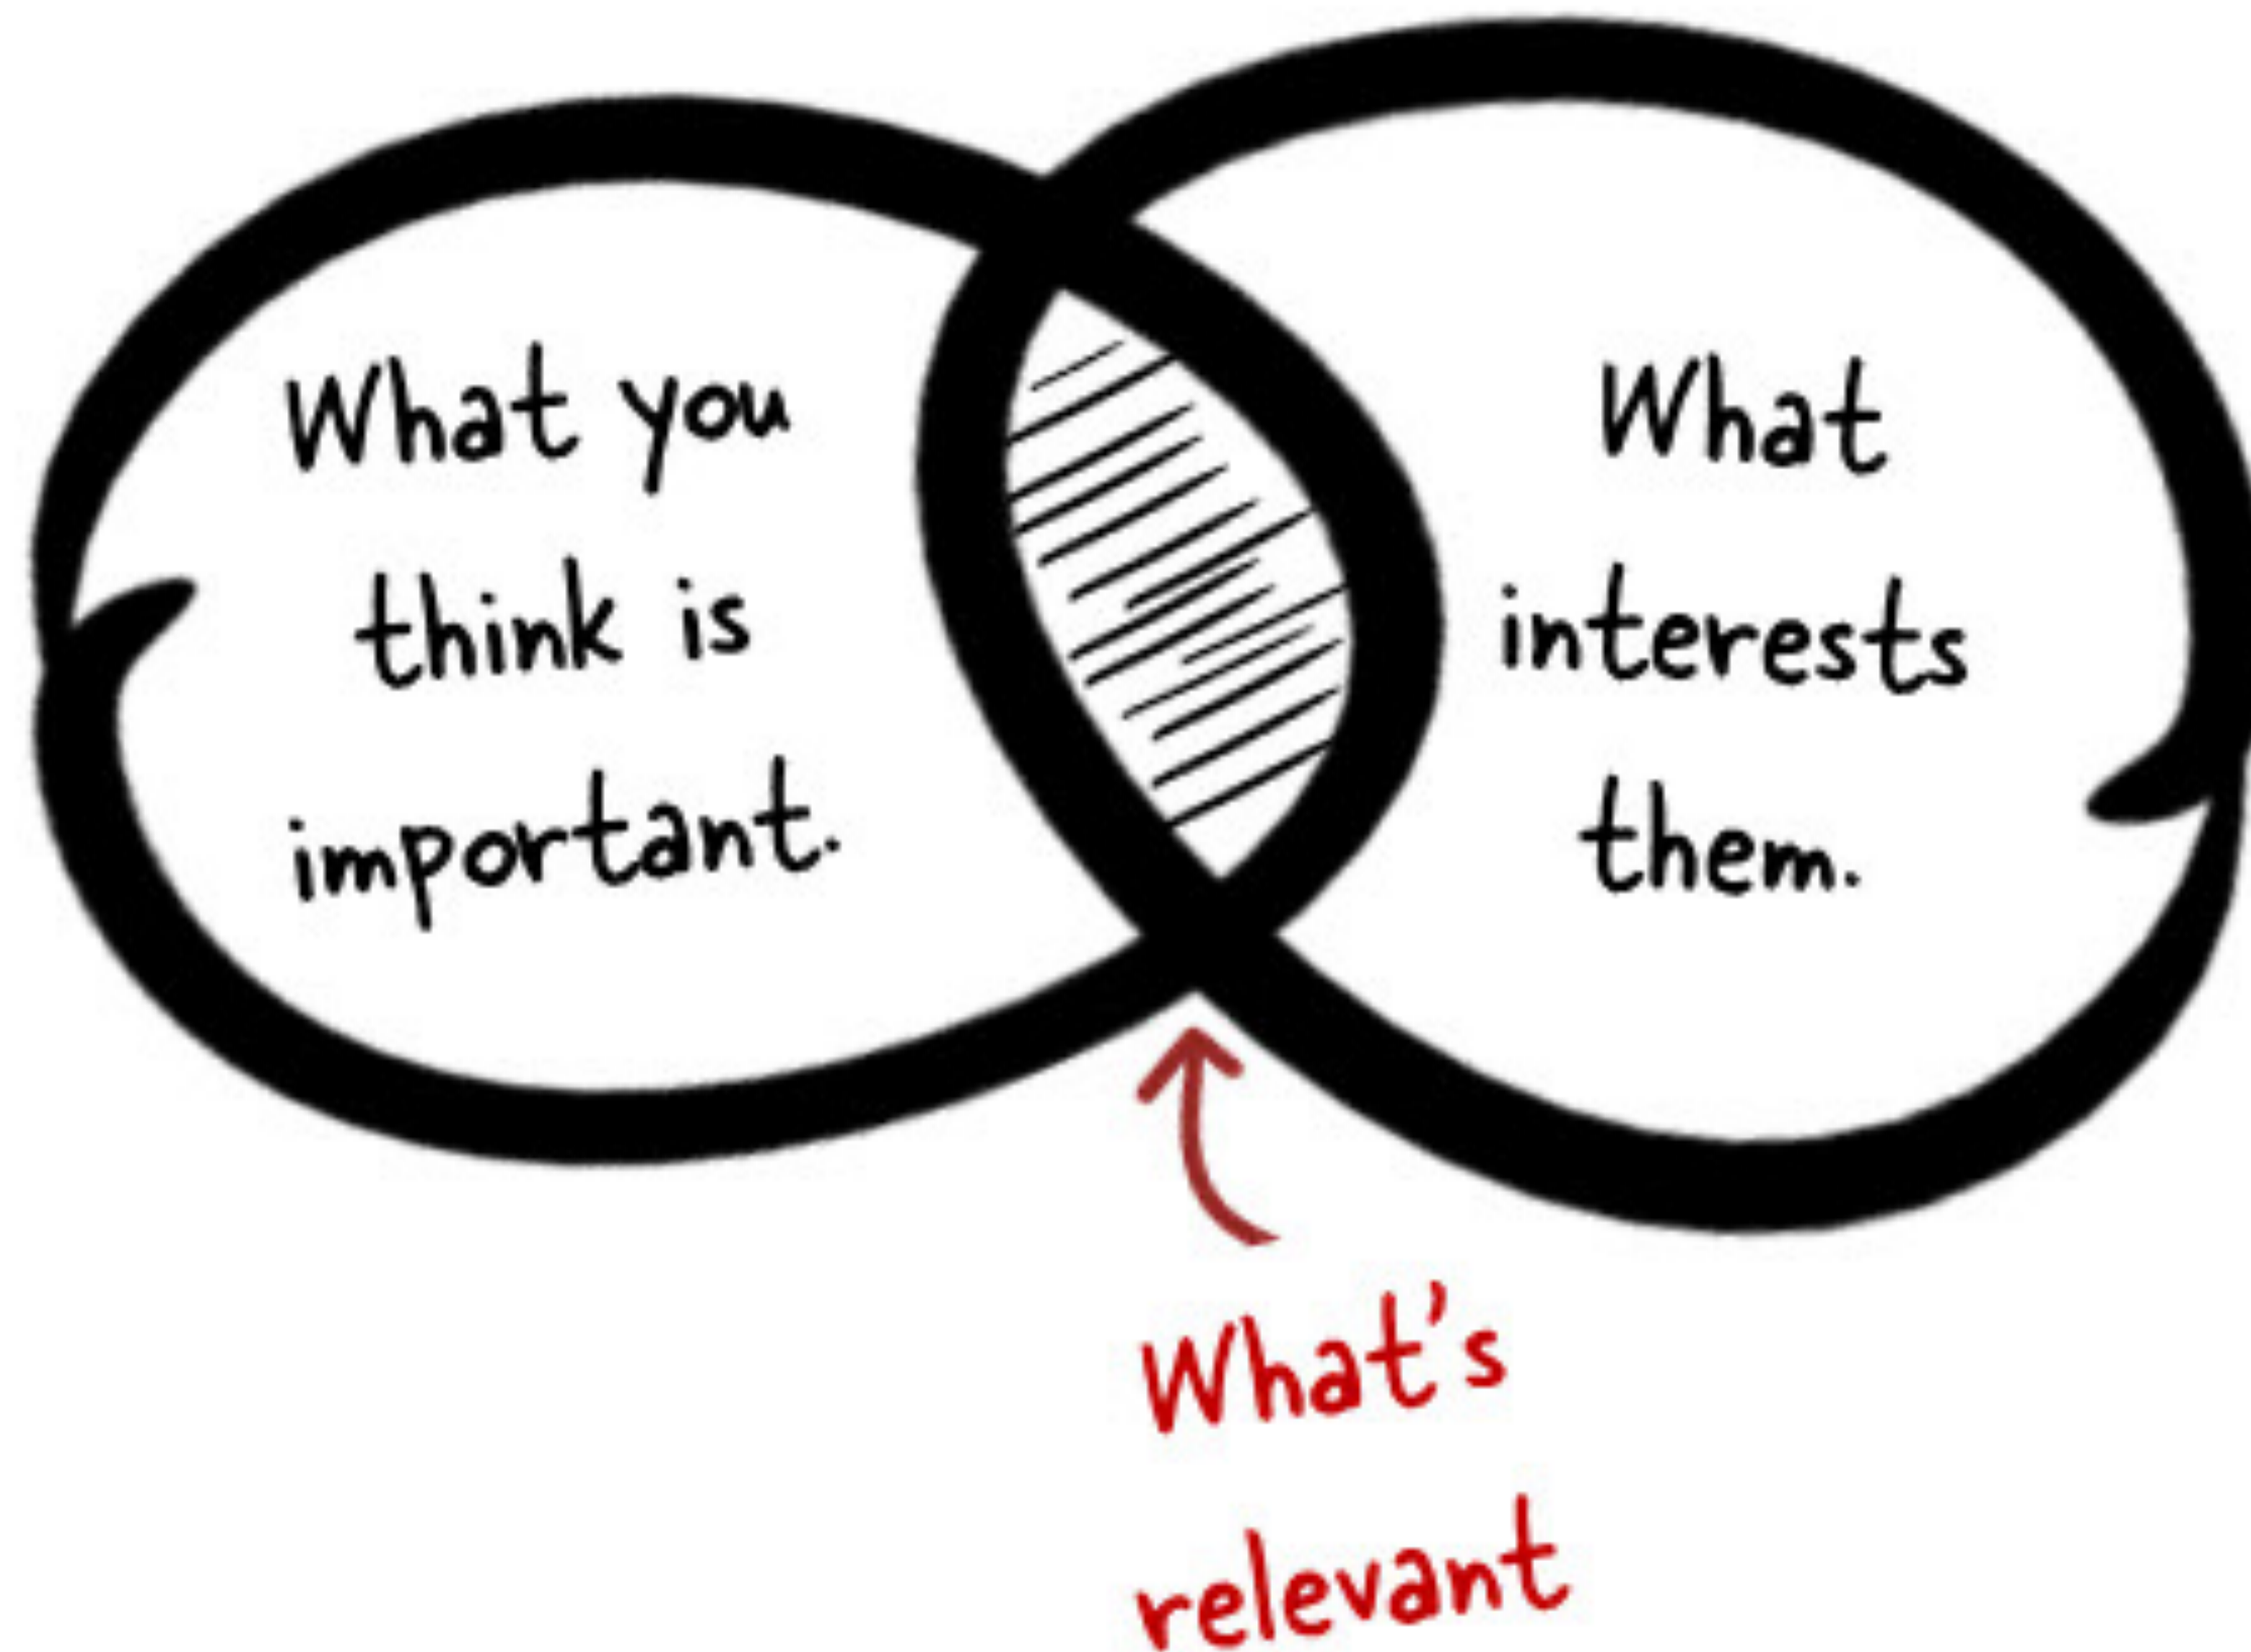 What you
think is
important.
What
interests
them.
What's
relevant